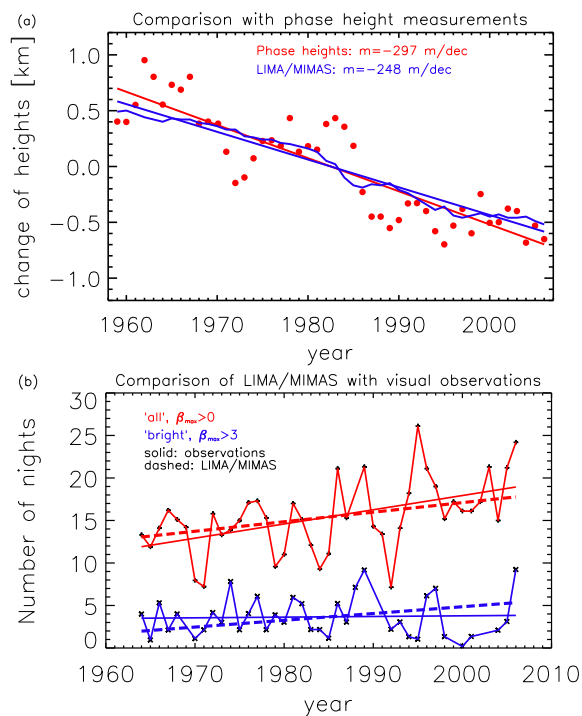 (a) Comparison with phase height measurements
Phase heights: m=−297 m/dec
LIMA/MIMAS: m=−248 m/dec
change of heights [km]
1.0
0.5
0.0
−0.5
−1.0
1960 1970 1980 1990 2000
year
(b) Comparison of LIMA/MIMAS with visual observations
'all', βmax>0
'bright', βmax>3
solid: observations
dashed: LIMA/MIMAS
Number of nights
30
25
20
15
10
5
0
1960 1970 1980 1990 2000 2010
year